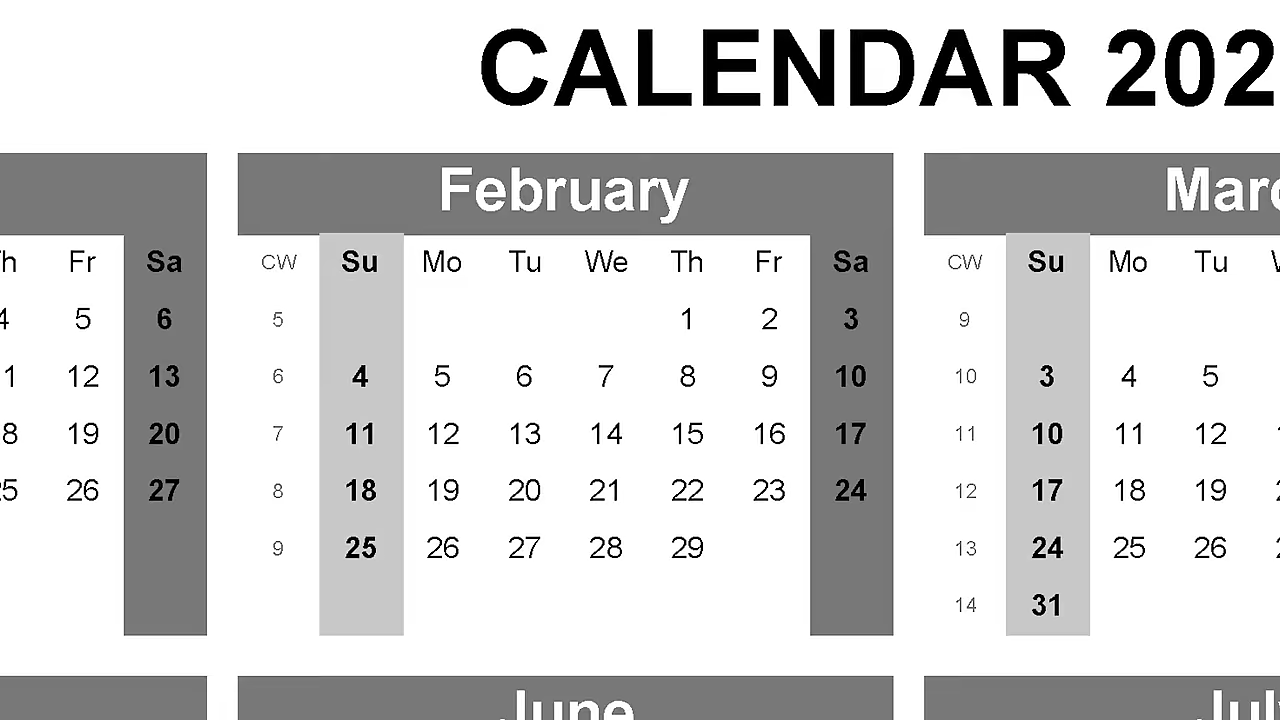 CALENDAR 202
February
Fr Sa CW Su Mo Tu We Th Fr Sa CW Su Mo Tu
5 6 5 1 2 3 9
12 13 6 4 5 6 7 8 9 10 10 3 4 5
19 20 7 11 12 13 14 15 16 17 11 10 11 12
26 27 8 18 19 20 21 22 23 24 12 17 18 19
9 25 26 27 28 29 13 24 25 26
14 31
June